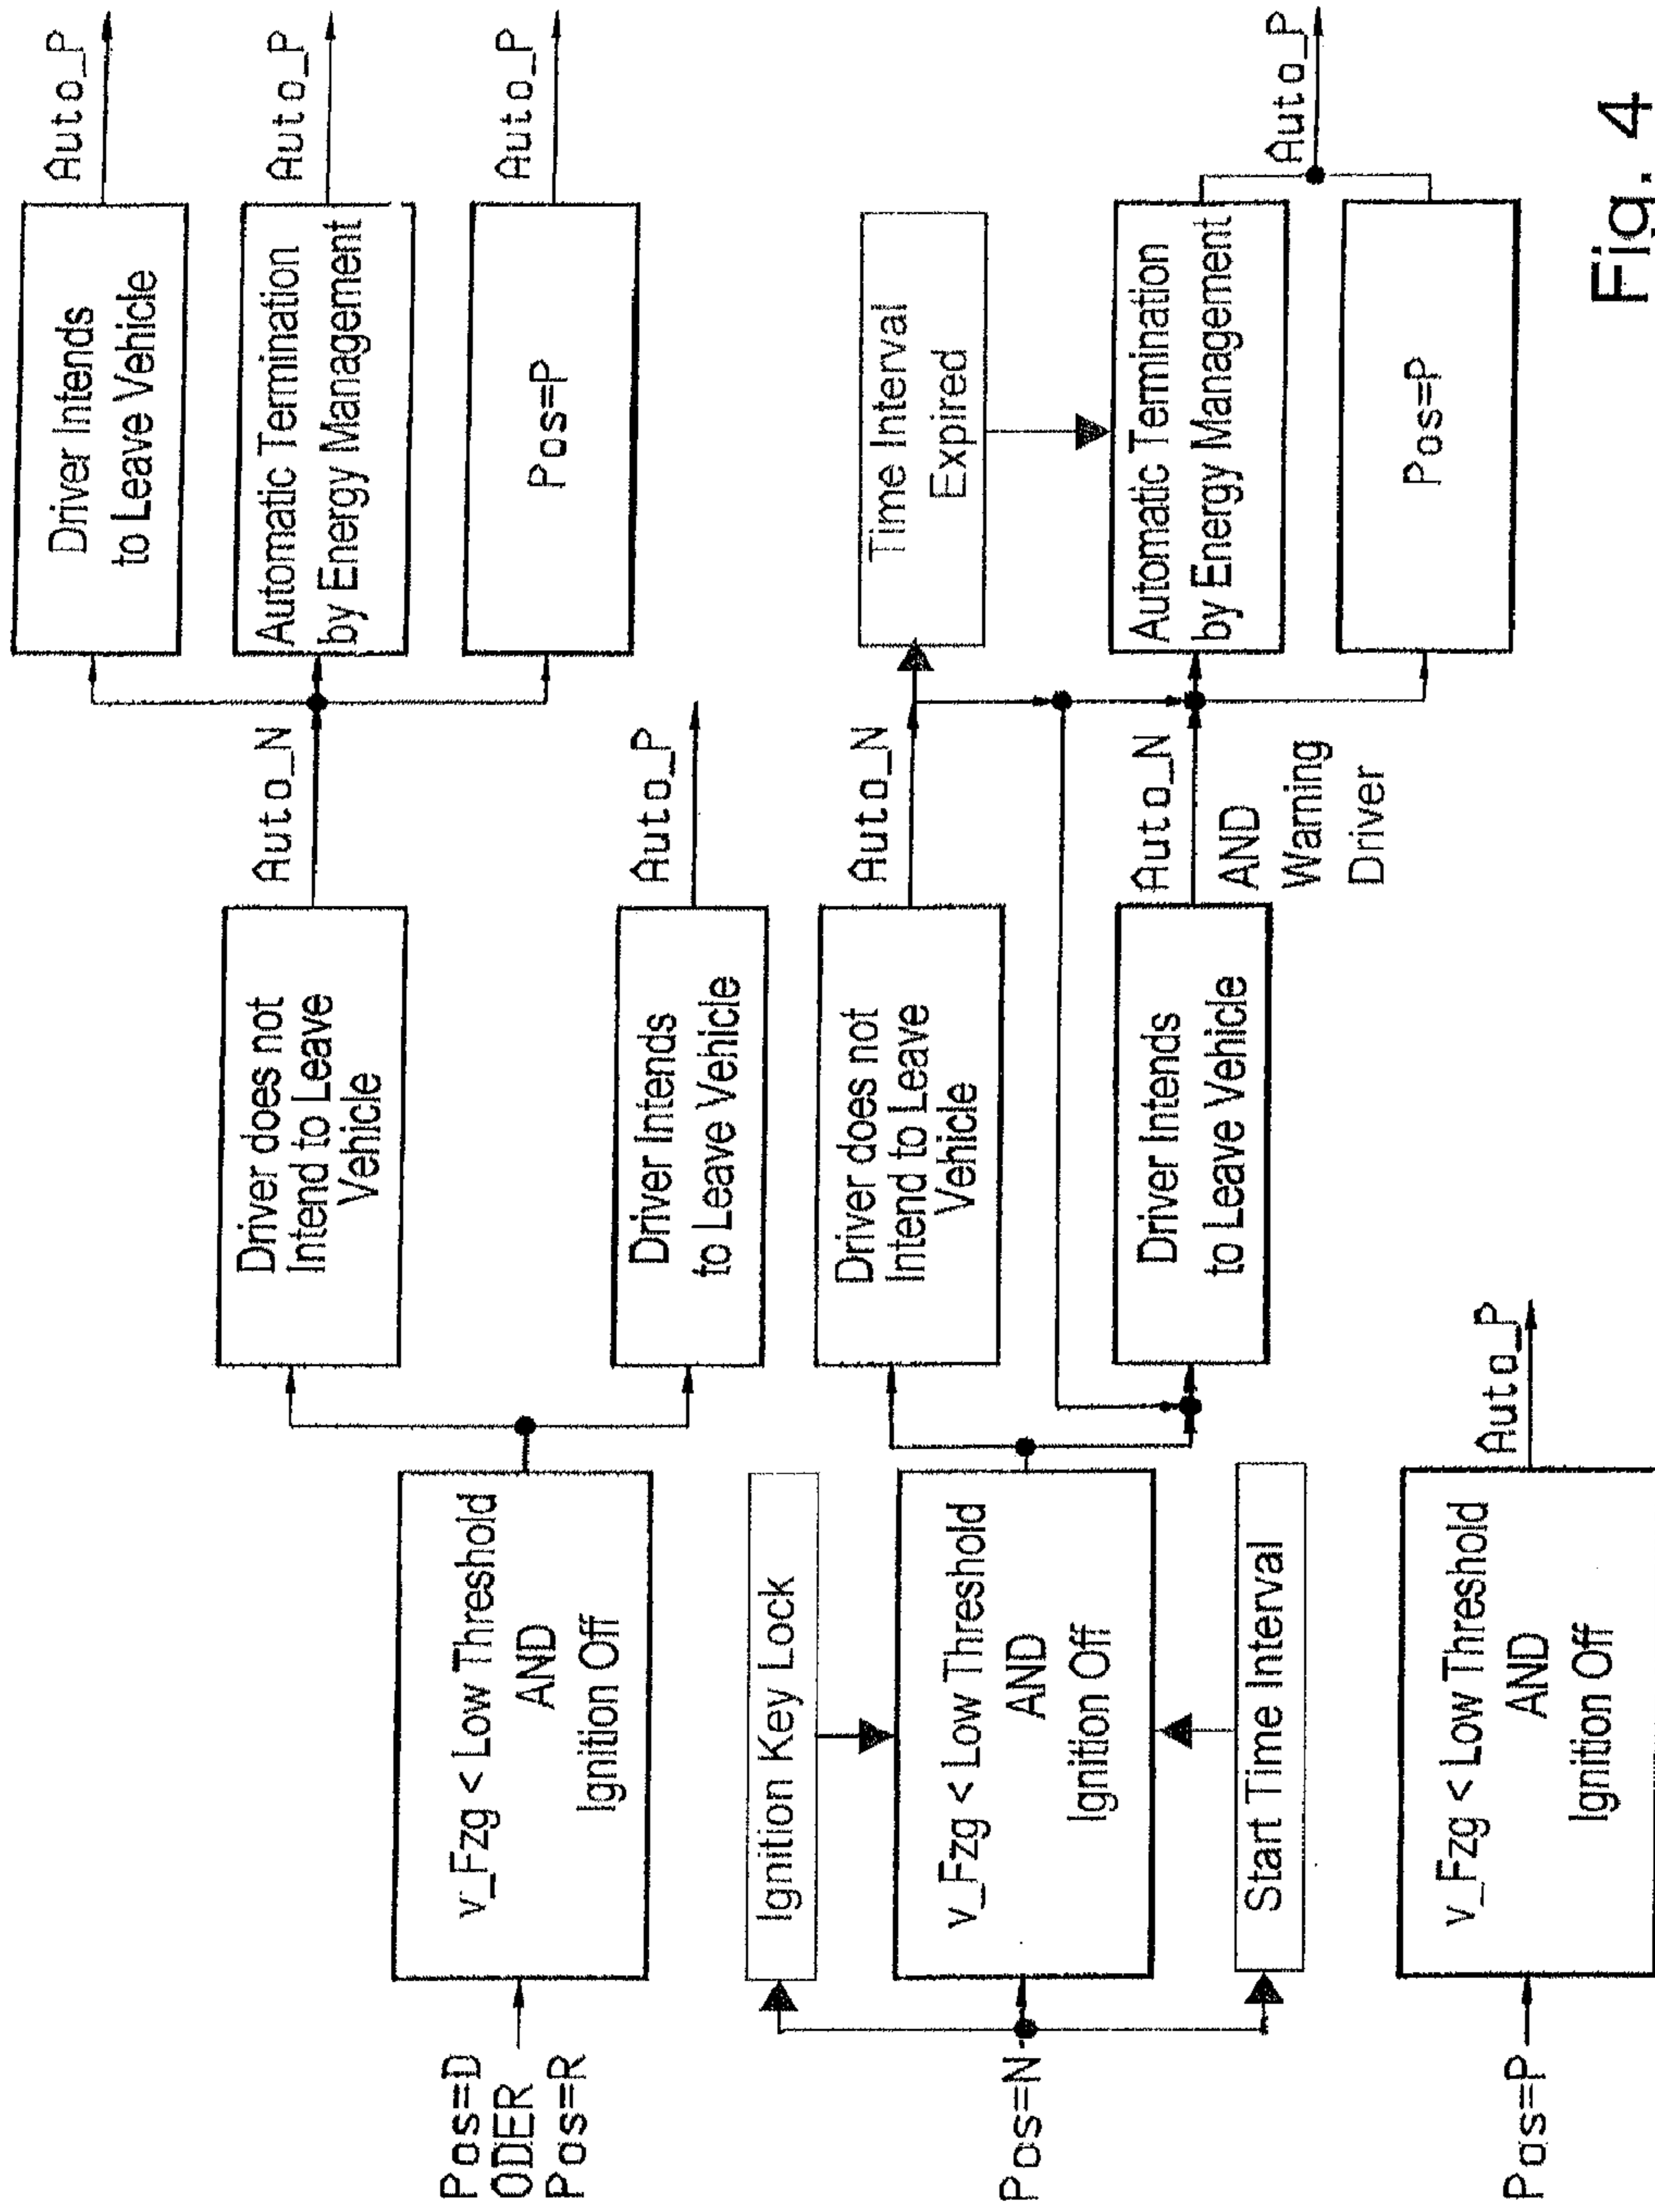 Pos=D
ODER
Pos=R
v_Fzg < Low Threshold
AND
Ignition Off
Driver does not
Intend to Leave
Vehicle
Auto_N
Driver Intends
to Leave Vehicle
Auto_P
Automatic Termination
by Energy Management
Auto_P
Pos=P
Auto_P
Driver Intends
to Leave Vehicle
Auto_P
Pos=N
Ignition Key Lock
v_Fzg < Low Threshold
AND
Ignition Off
Start Time Interval
Driver does not
Intend to Leave
Vehicle
Auto_N
Time Interval
Expired
Driver Intends
to Leave Vehicle
Auto_N
AND
Warning
Driver
Automatic Termination
by Energy Management
Pos=P
Auto_P
Pos=P
v_Fzg < Low Threshold
AND
Ignition Off
Auto_P
Fig. 4